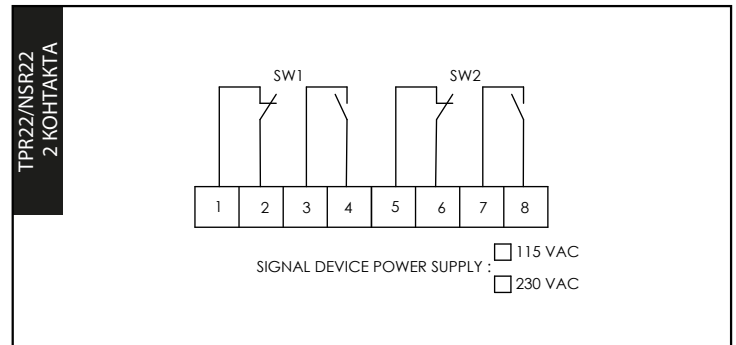 TPR22/NSR22
2 КОНТАКТА
SW1 SW2
1 2 3 4 5 6 7 8
SIGNAL DEVICE POWER SUPPLY :
115 VAC
230 VAC